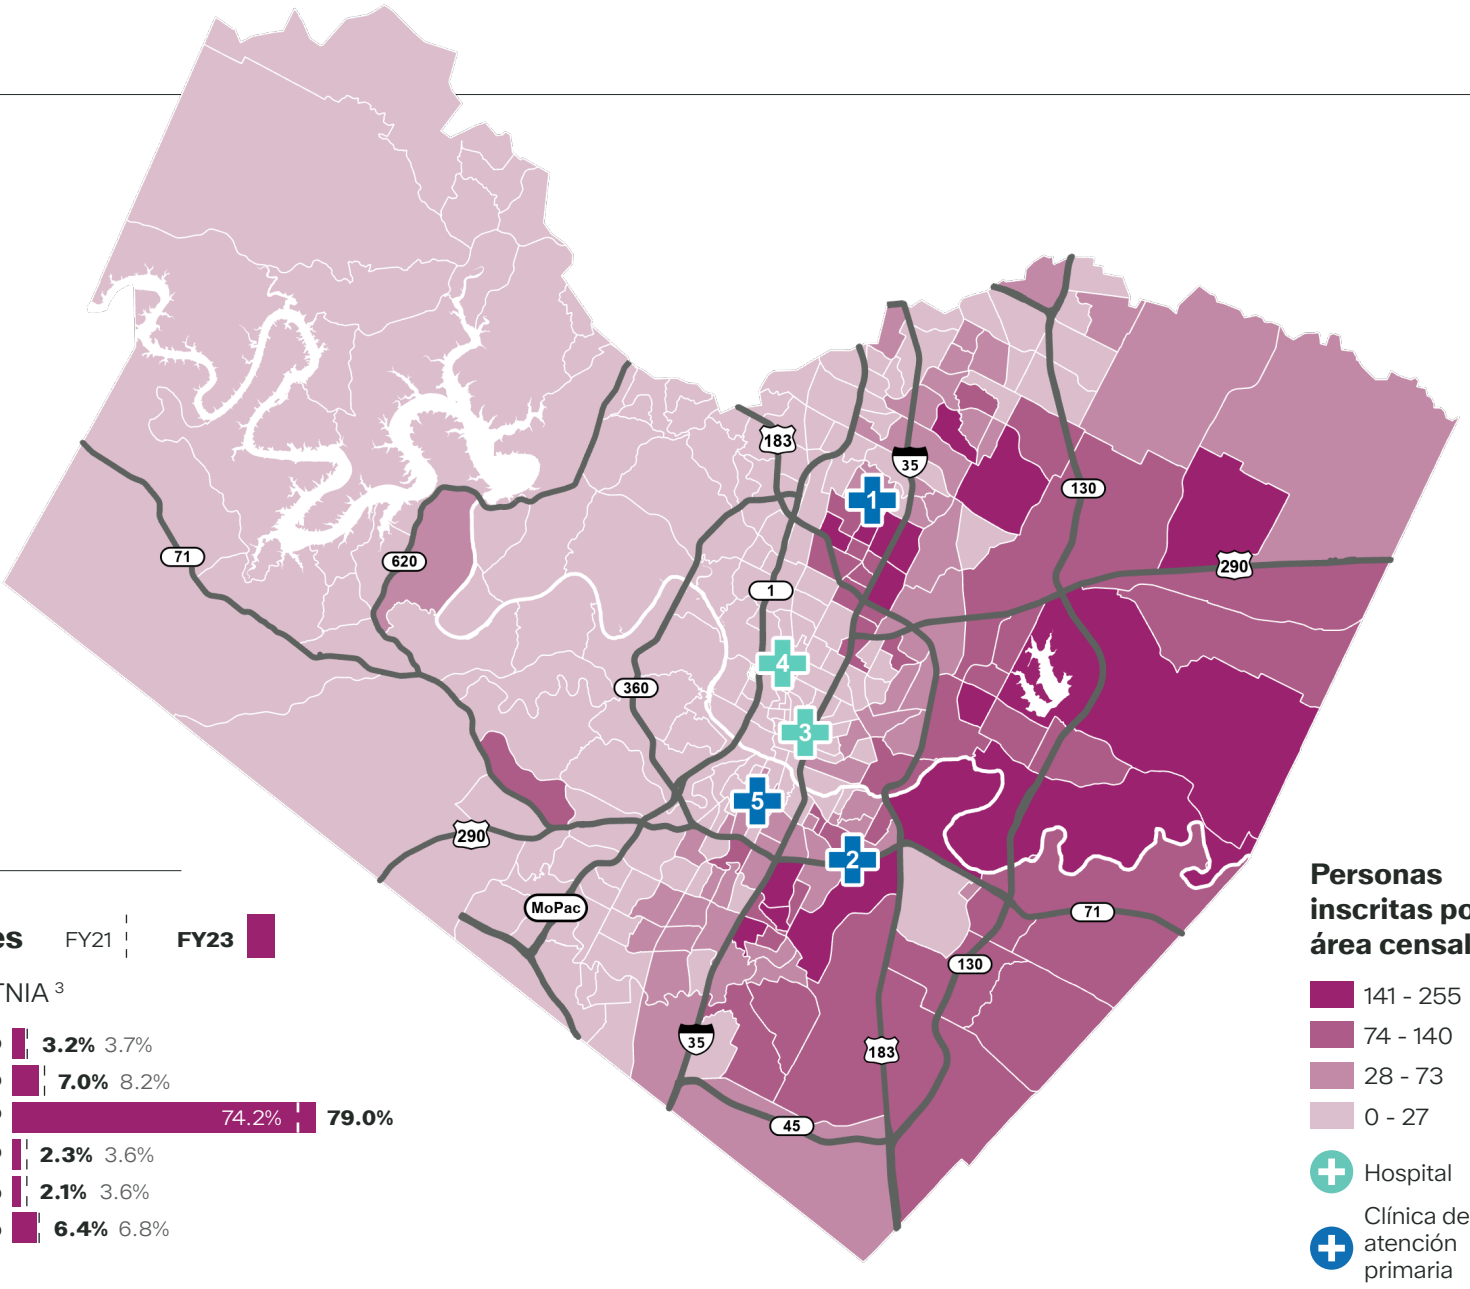 183
35
130
1
71
620
290
1
4
360
3
5
290
2
MoPac
71
130
35
183
45
es FY21 FY23
TNIA 3
3.2% 3.7%
7.0% 8.2%
74.2% 79.0%
2.3% 3.6%
2.1% 3.6%
6.4% 6.8%
Personas
inscritas po
área censal
141 - 255
74 - 140
28 - 73
0 - 27
Hospital
Clínica de
atención
primaria